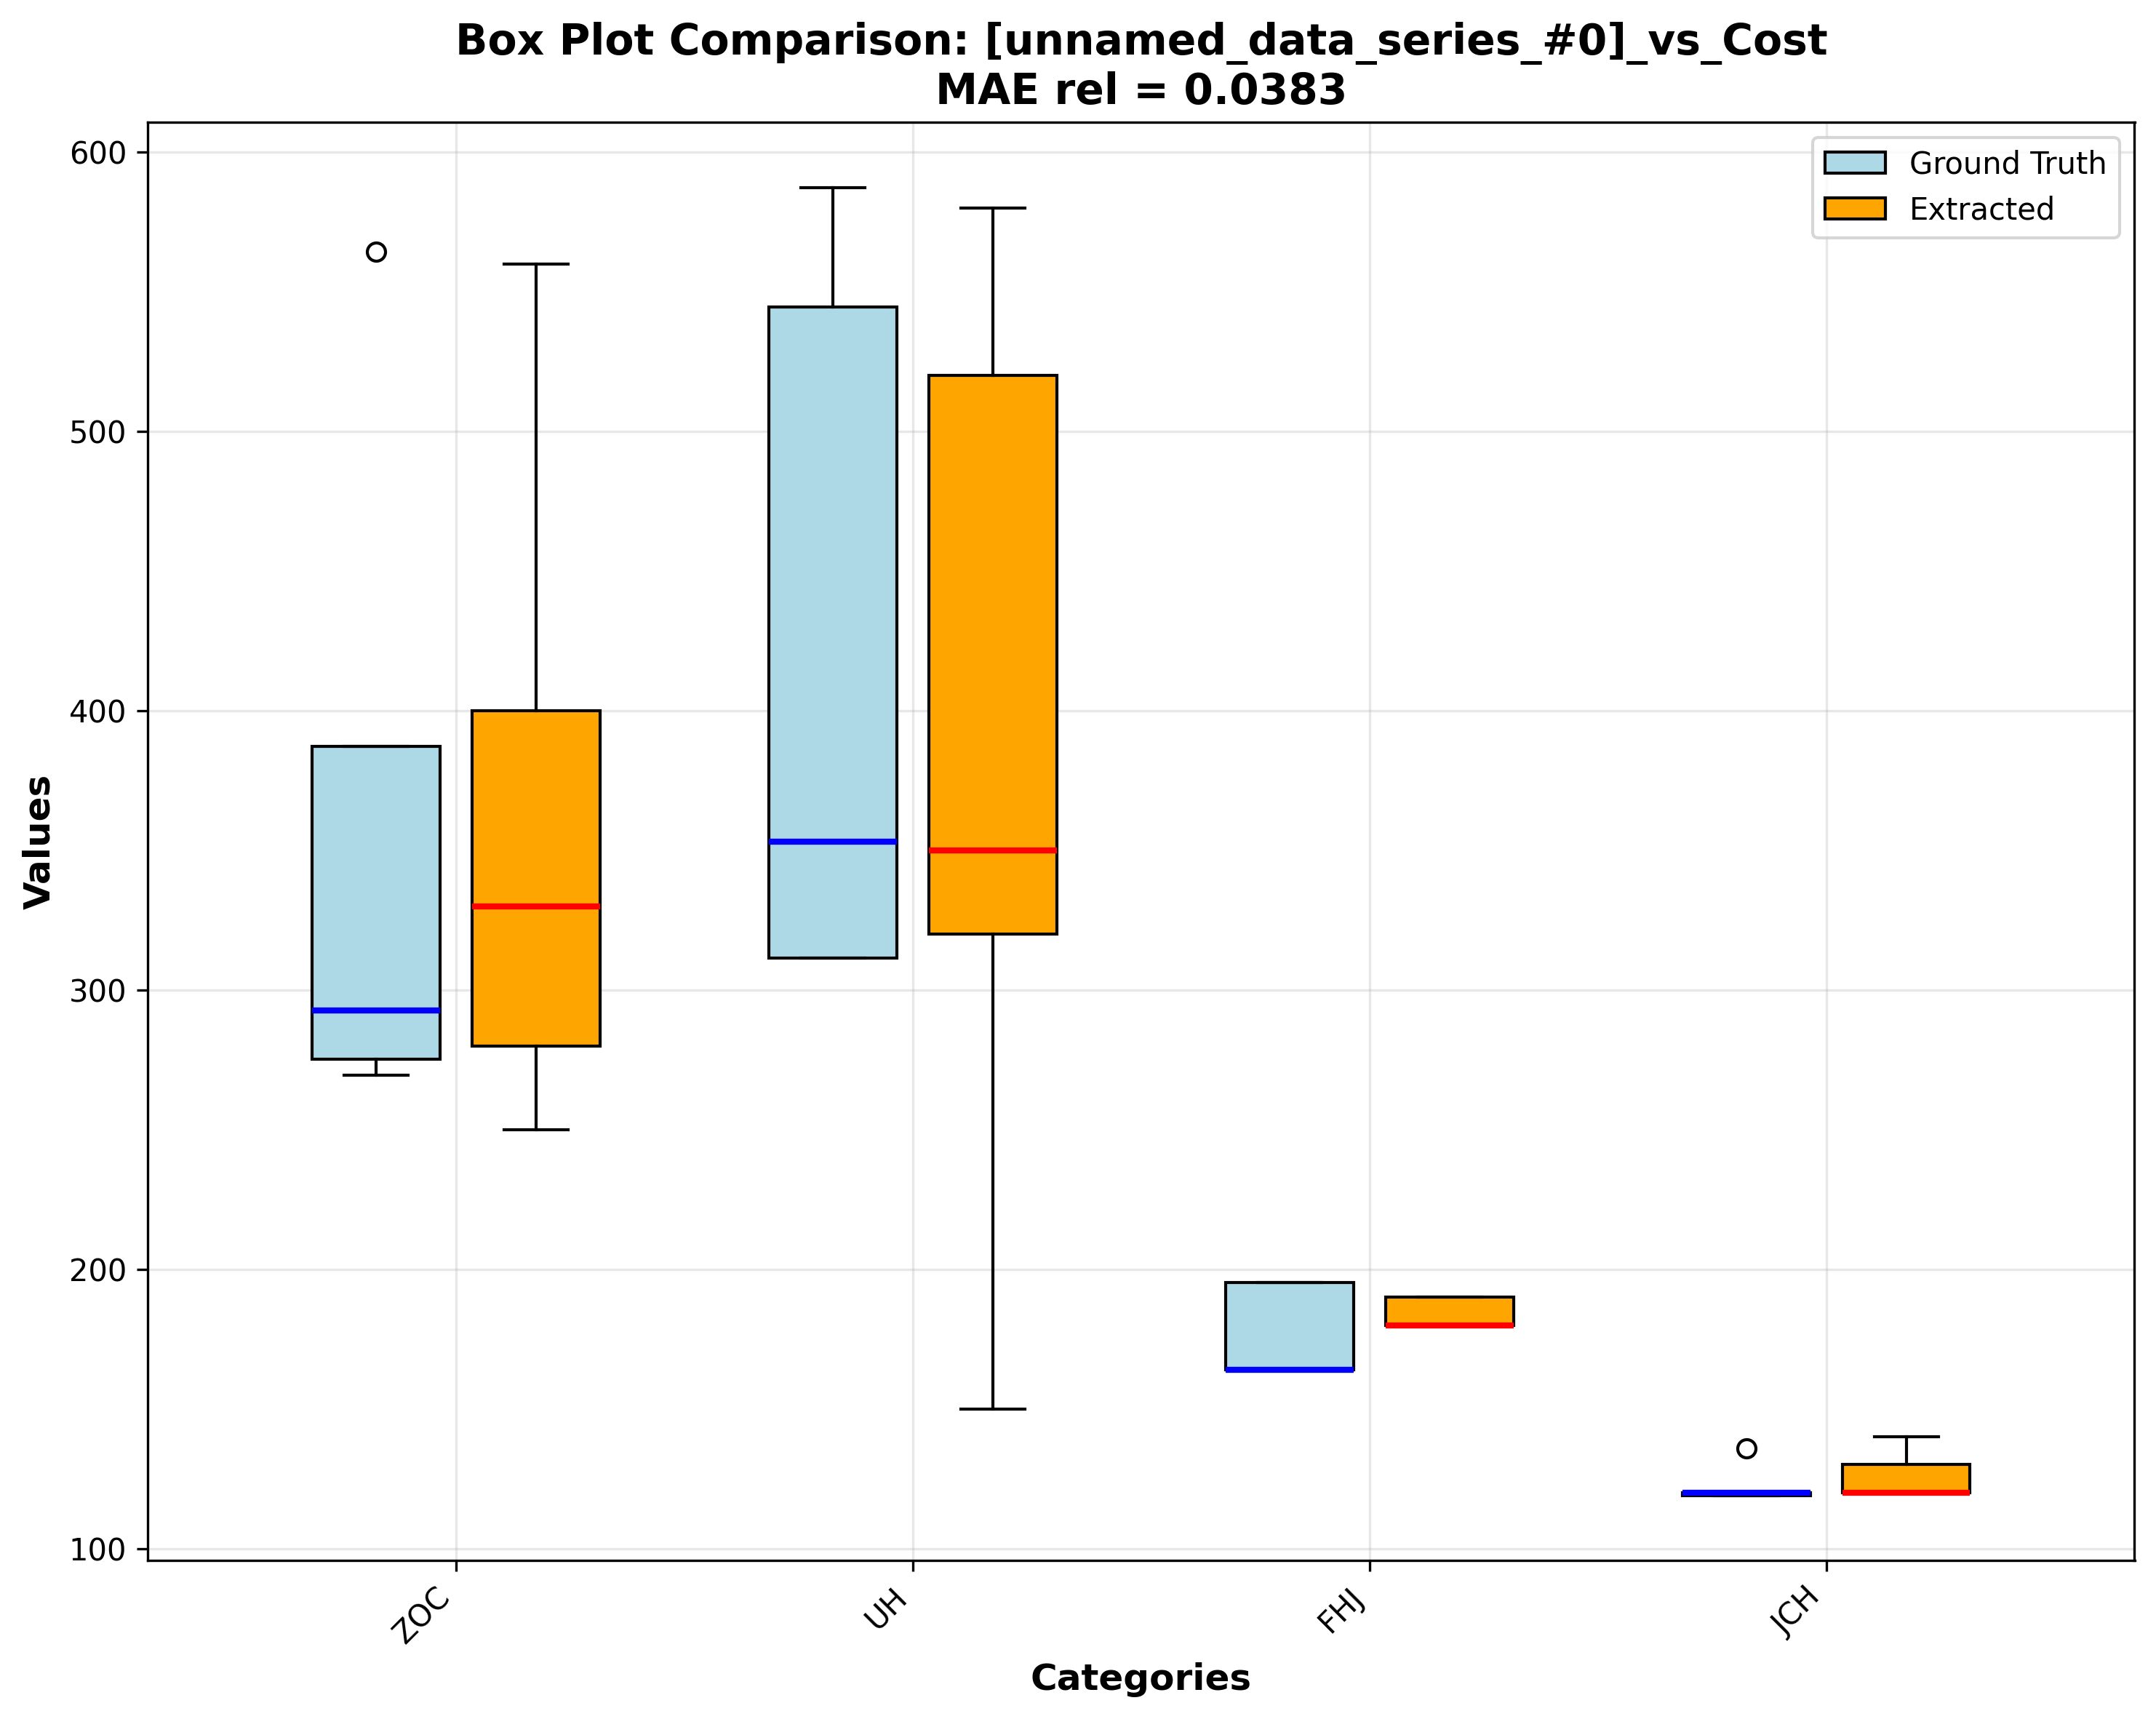 Box Plot Comparison: [unnamed_data_series_#0]_vs_Cost
MAE rel = 0.0383
Ground Truth
Extracted
600
500
400
300
200
100
Values
ZOC
UH
FHJ
JCH
Categories